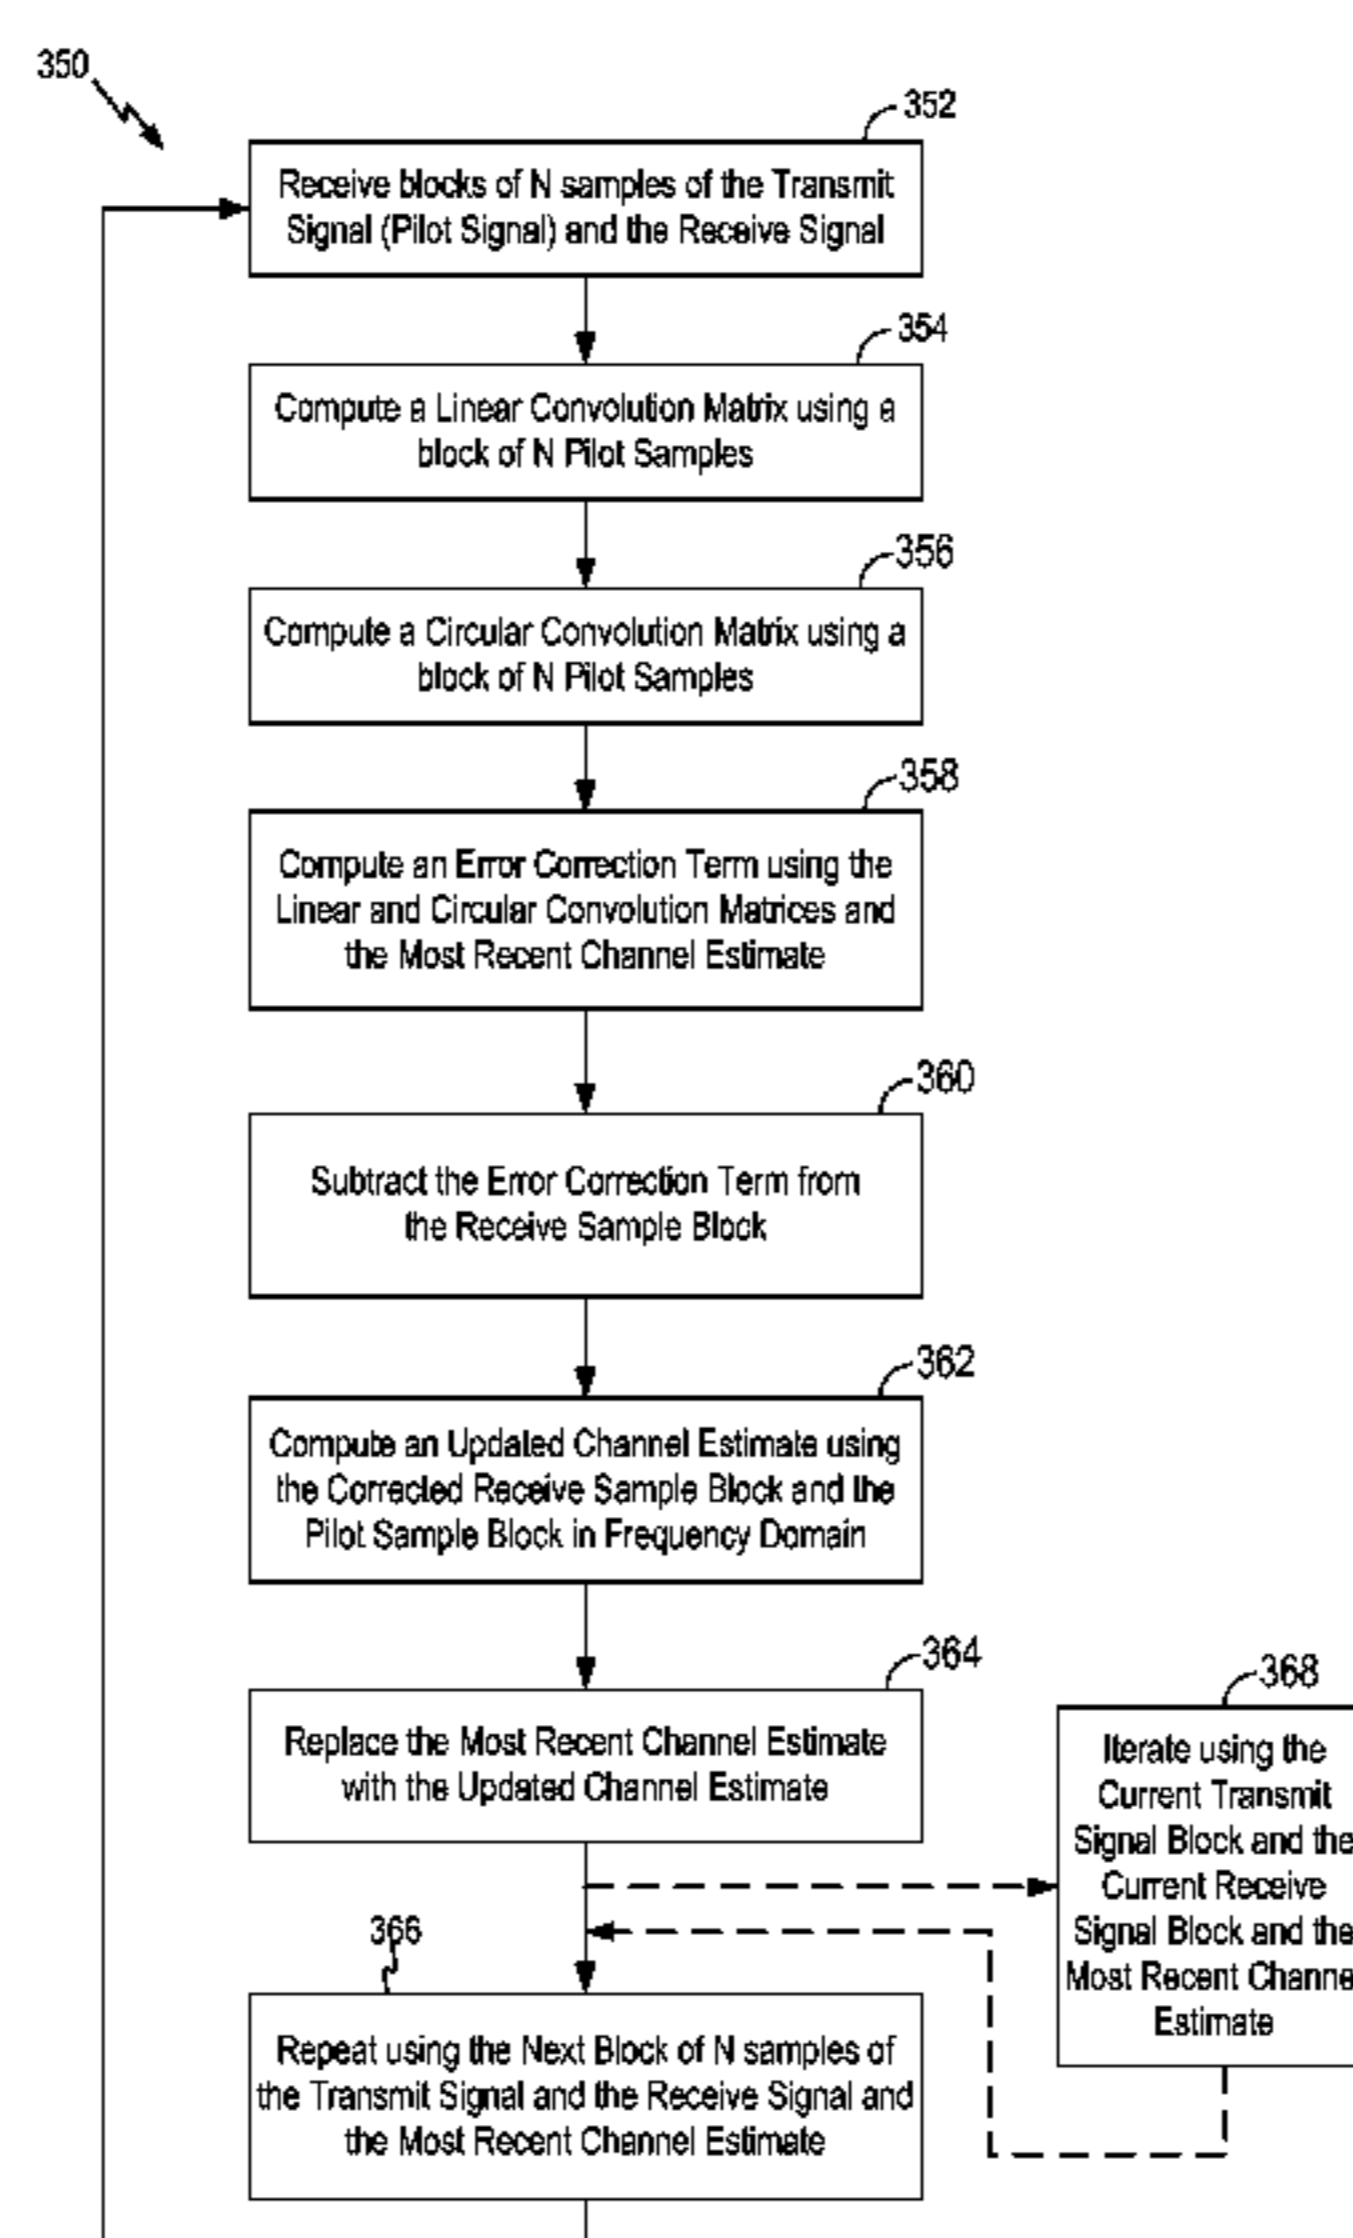 350
352
Receive blocks of N samples of the Transmit
Signal (Pilot Signal) and the Receive Signal
354
Compute a Linear Convolution Matrix using a
block of N Pilot Samples
356
Compute a Circular Convolution Matrix using a
block of N Pilot Samples
358
Compute an Error Correction Term using the
Linear and Circular Convolution Matrices and
the Most Recent Channel Estimate
360
Subtract the Error Correction Term from
the Receive Sample Block
362
Compute an Updated Channel Estimate using
the Corrected Receive Sample Block and the
Pilot Sample Block in Frequency Domain
364
Replace the Most Recent Channel Estimate
with the Updated Channel Estimate
368
Iterate using the
Current Transmit
Signal Block and the
Current Receive
Signal Block and the
Most Recent Channe
Estimate
366
Repeat using the Next Block of N samples of
the Transmit Signal and the Receive Signal and
the Most Recent Channel Estimate